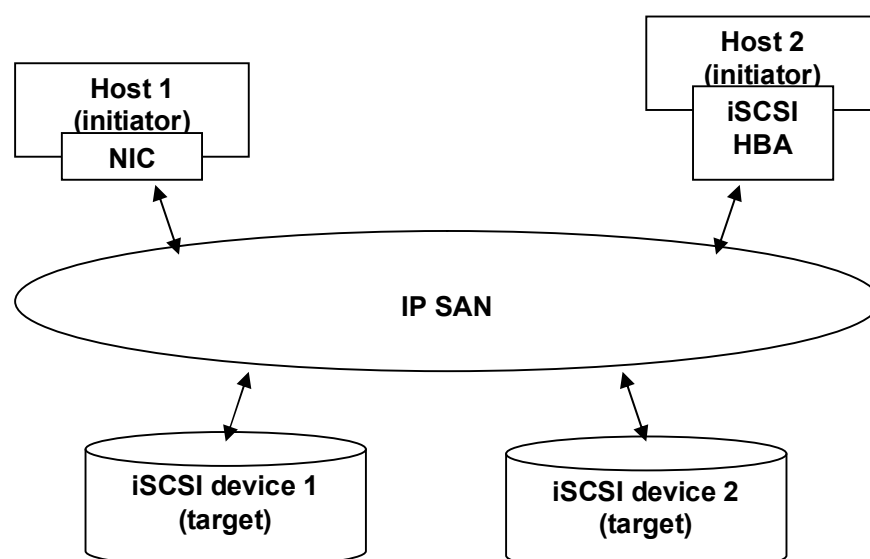 Host 1
(initiator)
NIC
Host 2
(initiator)
iSCSI
HBA
IP SAN
iSCSI device 1
(target)
iSCSI device 2
(target)